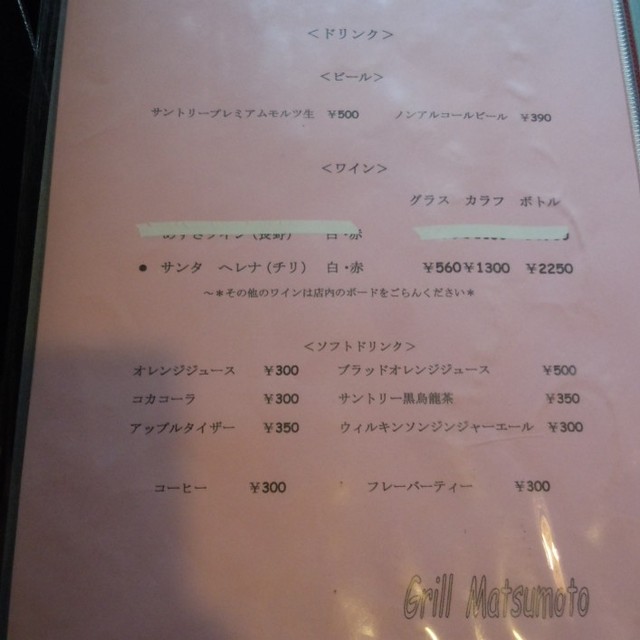 ＜ドリンク＞
＜ビール＞
サントリープレミアムモルツ生 ￥500 ノンアルコールビール ￥390
＜ワイン＞
グラス カラフ ボトル
(長野) 白・赤
● サンタ ヘレナ(チリ) 白・赤 ￥560￥1300 ￥2250
～＊その他のワインは店内のボードをごらんください＊
＜ソフトドリンク＞
オレンジジュース ￥300 ブラッドオレンジジュース ￥500
コカコーラ ￥300 サントリー黒烏龍茶 ￥350
アップルタイザー ￥350 ウィルキンソンジンジャーエール ￥300
コーヒー ￥300 フレーバーティー ￥300
Grill Matsumoto